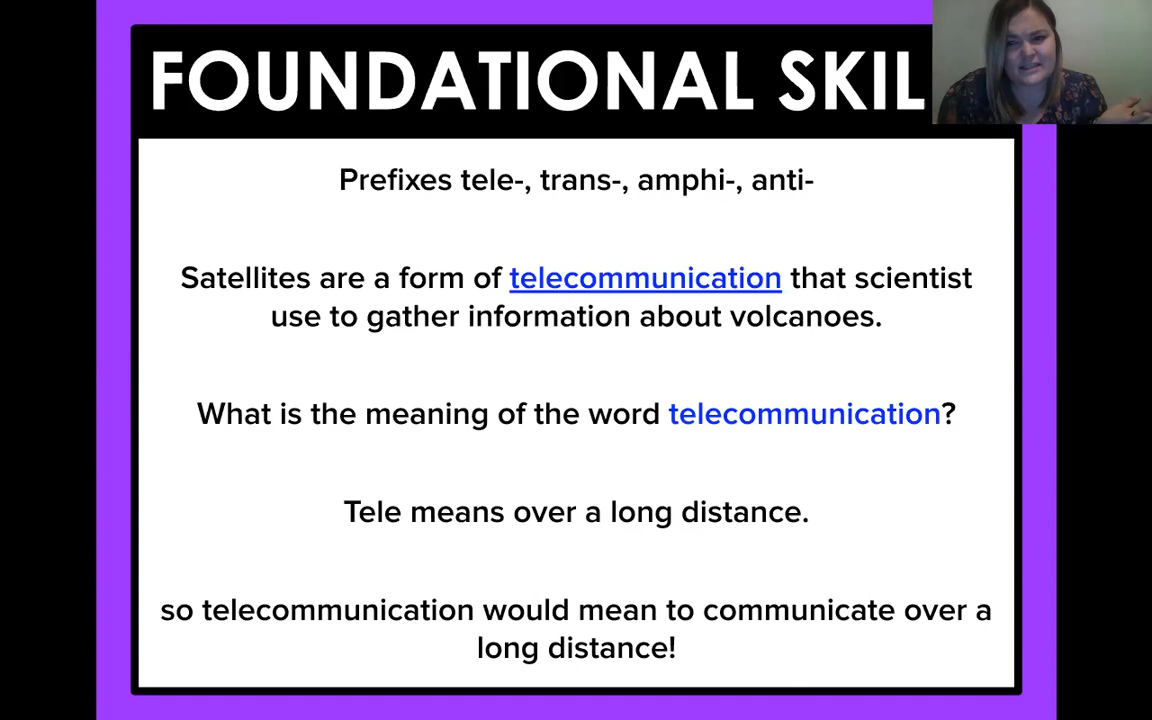 FOUNDATIONAL SKIL
Prefixes tele-, trans-, amphi-, anti-
Satellites are a form of telecommunication that scientist
use to gather information about volcanoes.
What is the meaning of the word telecommunication?
Tele means over a long distance.
so telecommunication would mean to communicate over a
long distance!